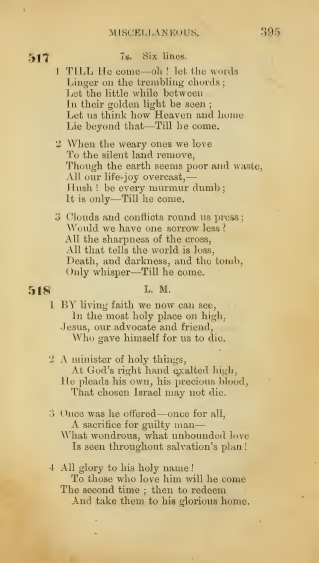 MISCELLANEOUS. 395
517 7s. Six lines.
1 TILL He come—oh ! let the words
Linger on the trembling chords ;
Let the little while between
In their golden light be seen ;
Let us think how Heaven and home
Lie beyond that—Till he come.
2 When the weary ones we love
To the silent land remove,
Though the earth seems poor and waste,
All our life-joy overcast,—
Hush ! be every murmur dumb ;
It is only—Till he come.
3 Clouds and conflicts round us press ;
Would we have one sorrow less ?
All the sharpness of the cross,
All that tells the world is loss,
Death, and darkness, and the tomb,
Only whisper—Till he come.
518 L. M.
1 BY living faith we now can see,
In the most holy place on high,
Jesus, our advocate and friend,
Who gave himself for us to die.
2 A minister of holy things,
At God's right hand exalted high,
He pleads his own, his precious blood,
That chosen Israel may not die.
3 Once was he offered—once for all,
A sacrifice for guilty man—
What wondrous, what unbounded love
Is seen throughout salvation's plan !
4 All glory to his holy name !
To those who love him will he come
The second time ; then to redeem
And take them to his glorious home.